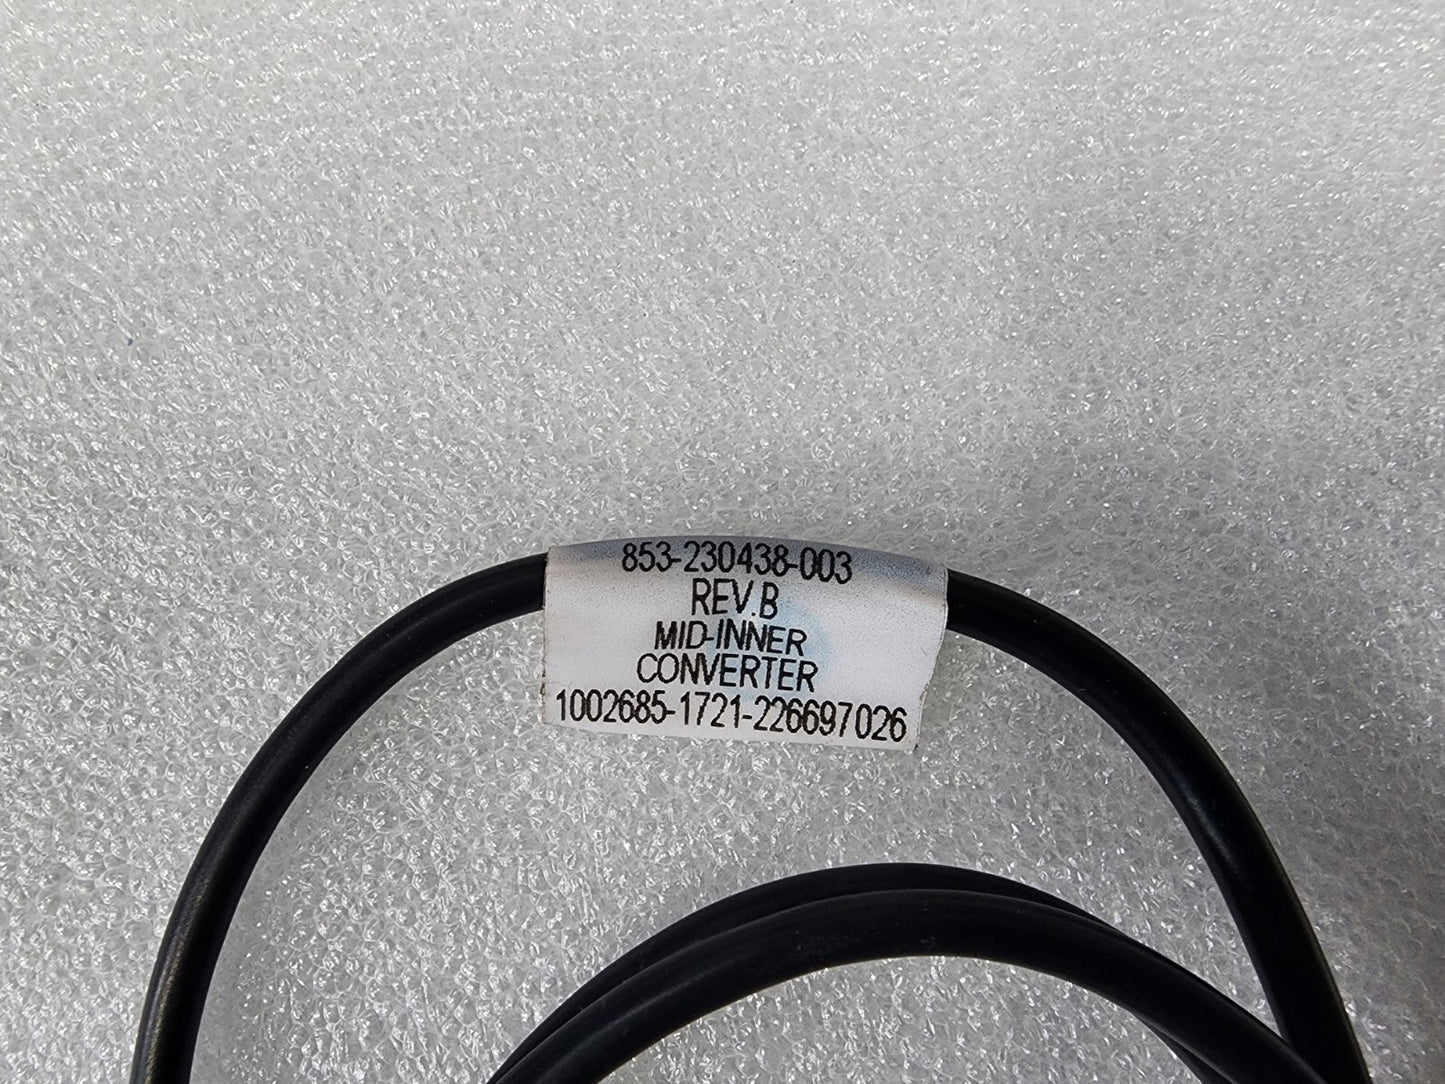 853-230438-003
REV.B
MID-INNER
CONVERTER
1002685-1721-226697026